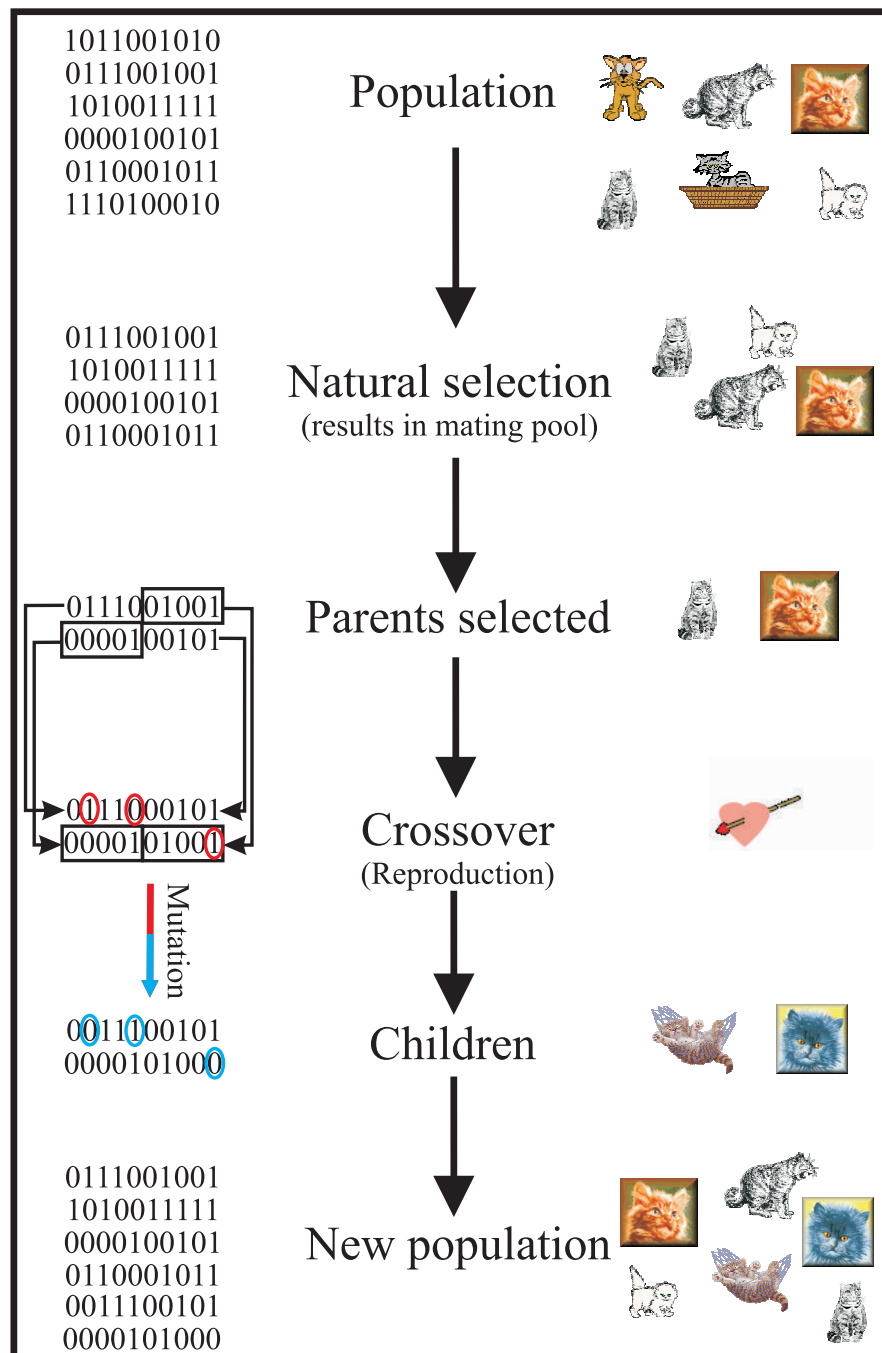 1011001010
0111001001
1010011111
0000100101
0110001011
1110100010
Population
0111001001
1010011111
0000100101
0110001011
Natural selection
(results in mating pool)
0111001001
0000100101
Parents selected
0111000101
0000101001
Crossover
(Reproduction)
Mutation
0011100101
0000101000
Children
0111001001
1010011111
0000100101
0110001011
0011100101
0000101000
New population